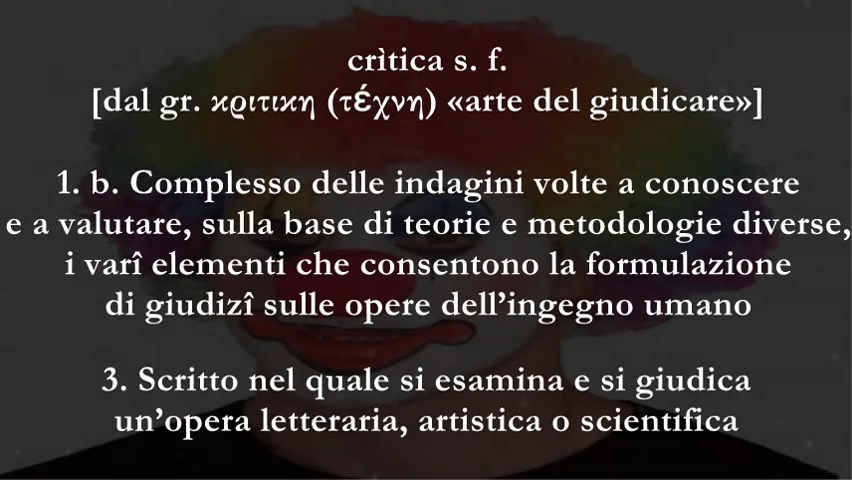 crìtica s. f.
[dal gr. κριτικη (τέχνη) «arte del giudicare»]
1. b. Complesso delle indagini volte a conoscere
e a valutare, sulla base di teorie e metodologie diverse,
i varî elementi che consentono la formulazione
di giudizî sulle opere dell’ingegno umano
3. Scritto nel quale si esamina e si giudica
un’opera letteraria, artistica o scientifica